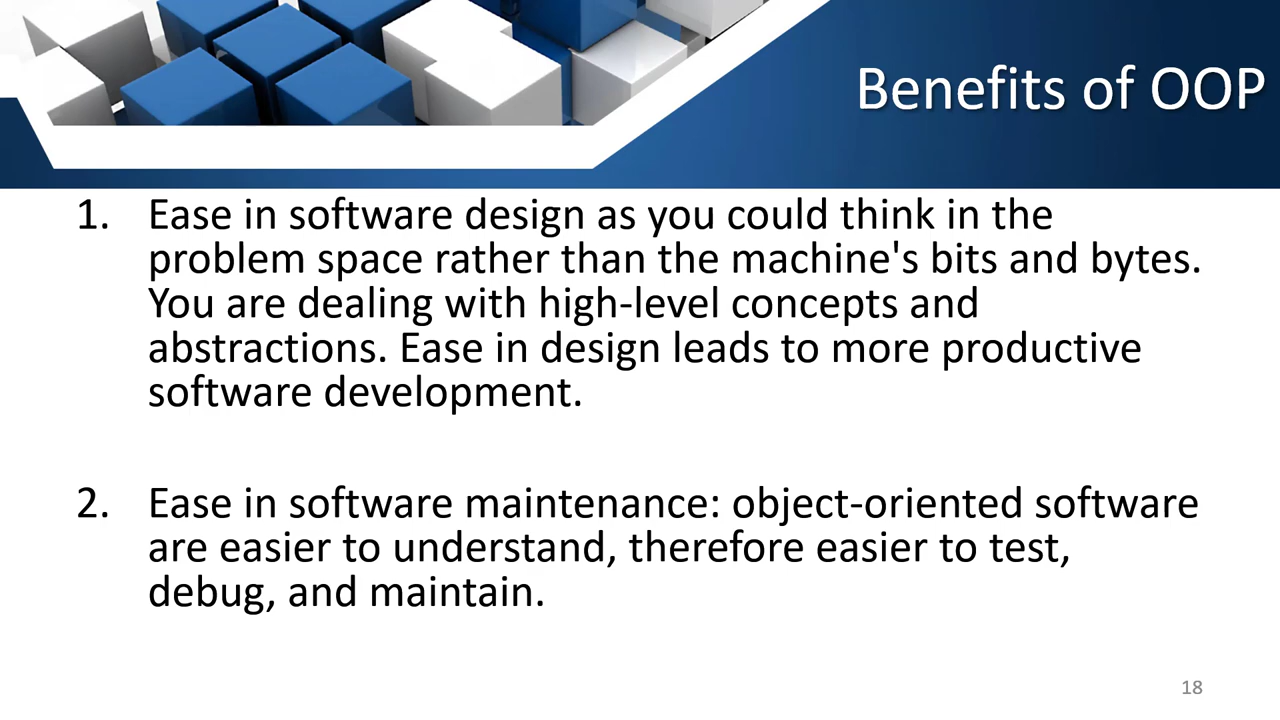 Benefits of OOP
1. Ease in software design as you could think in the
problem space rather than the machine's bits and bytes.
You are dealing with high-level concepts and
abstractions. Ease in design leads to more productive
software development.
2. Ease in software maintenance: object-oriented software
are easier to understand, therefore easier to test,
debug, and maintain.
18